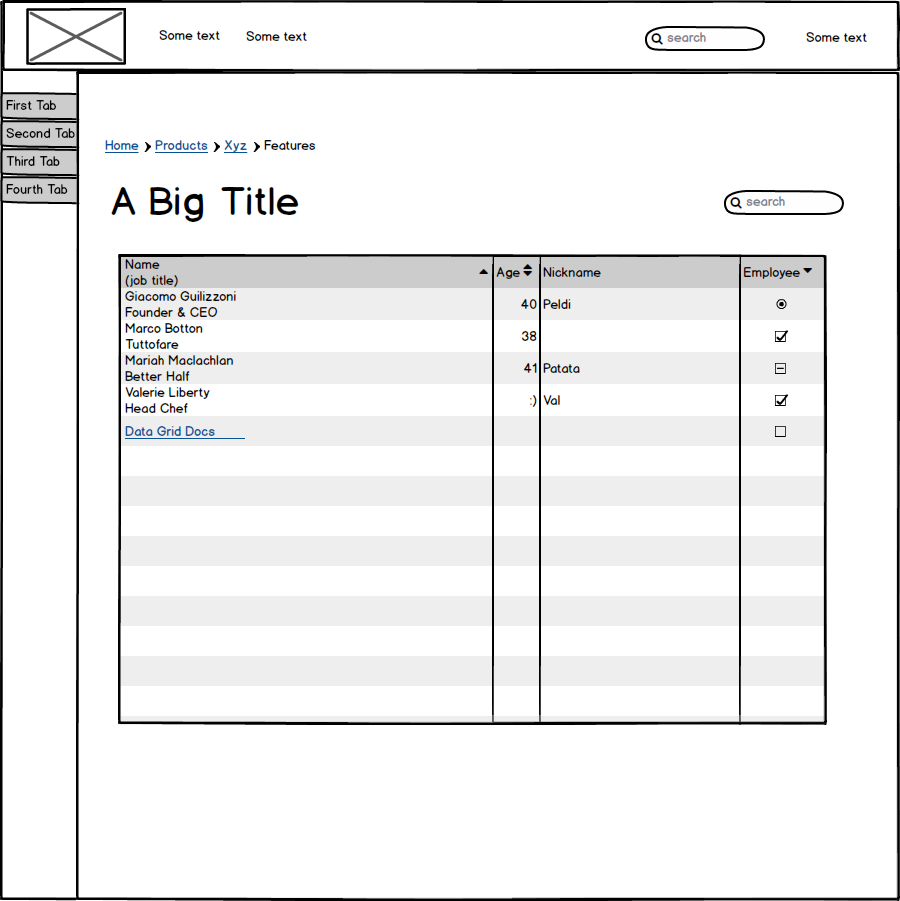 Some text
Some text
search
Some text
First Tab
Second Tab
Third Tab
Fourth Tab
Home
Products
Xyz
Features
A Big Title
search
Name
(job title)
Age
Nickname
Employee
Giacomo Guilizzoni
Founder & CEO
40
Peldi
Marco Botton
Tuttofare
38
Mariah Maclachlan
Better Half
41
Patata
Valerie Liberty
Head Chef
:)
Val
Data Grid Docs